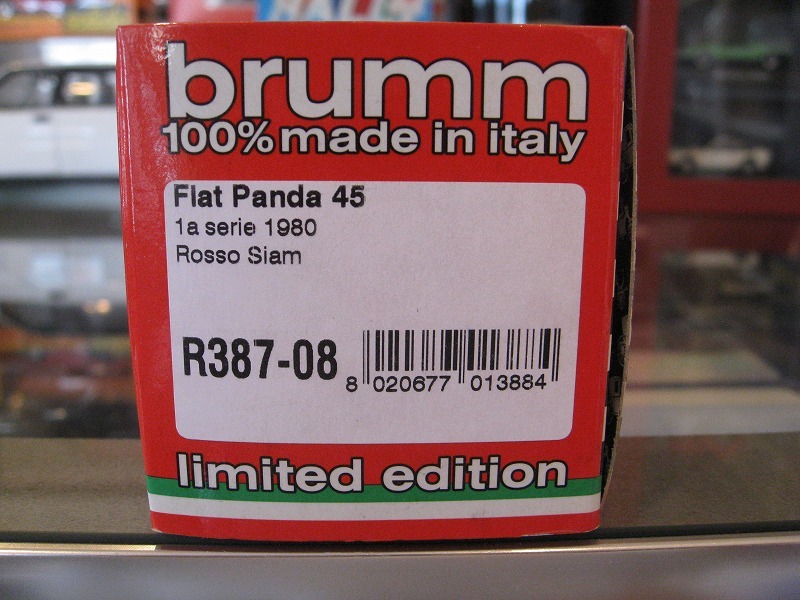 brumm
100% made in italy
Fiat Panda 45
1a serie 1980
Rosso Siam
R387-08
8 020677 013884
limited edition